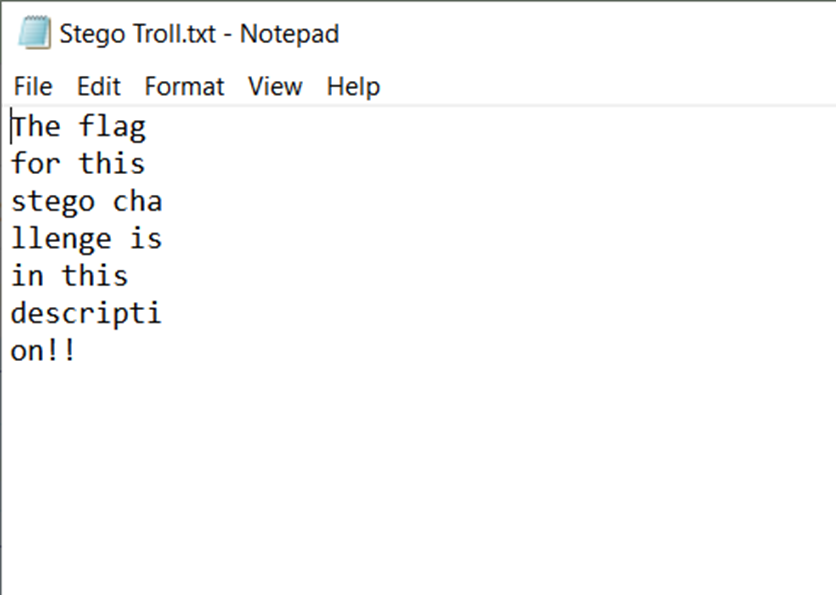 Stego Troll.txt - Notepad
File Edit Format View Help
The flag
for this
stego cha
llenge is
in this
descripti
on!!